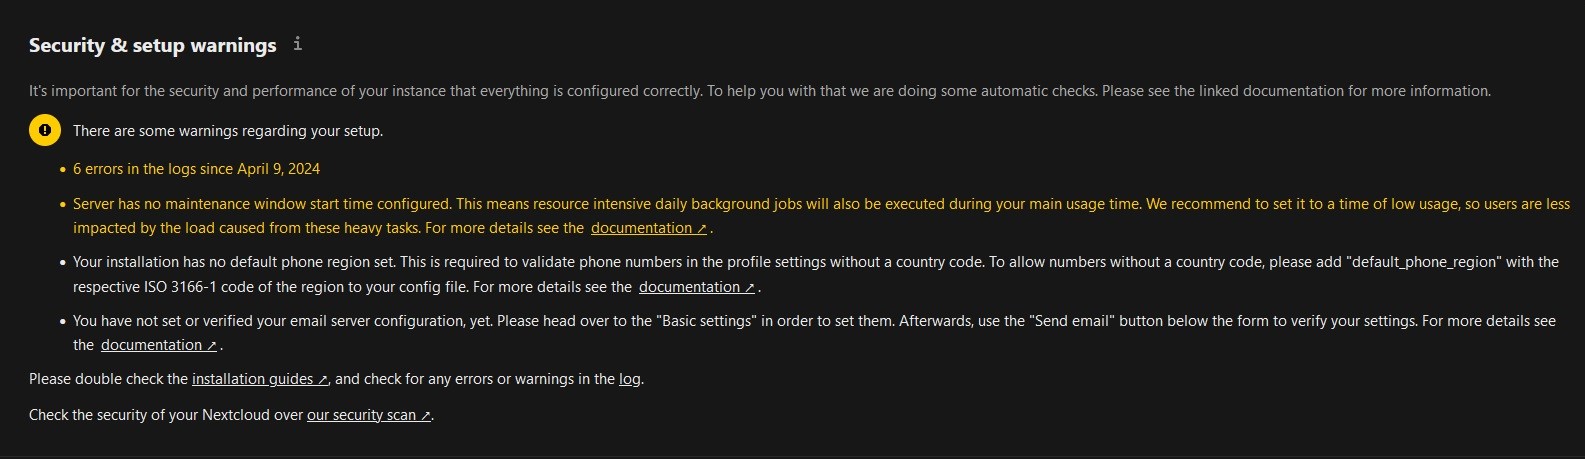 Security & setup warnings i
It's important for the security and performance of your instance that everything is configured correctly. To help you with that we are doing some automatic checks. Please see the linked documentation for more information.
There are some warnings regarding your setup.
• 6 errors in the logs since April 9, 2024
• Server has no maintenance window start time configured. This means resource intensive daily background jobs will also be executed during your main usage time. We recommend to set it to a time of low usage, so users are less
impacted by the load caused from these heavy tasks. For more details see the documentation ↗.
• Your installation has no default phone region set. This is required to validate phone numbers in the profile settings without a country code. To allow numbers without a country code, please add "default_phone_region" with the
respective ISO 3166-1 code of the region to your config file. For more details see the documentation ↗.
• You have not set or verified your email server configuration, yet. Please head over to the "Basic settings" in order to set them. Afterwards, use the "Send email" button below the form to verify your settings. For more details see
the documentation ↗.
Please double check the installation guides ↗, and check for any errors or warnings in the log.
Check the security of your Nextcloud over our security scan ↗.